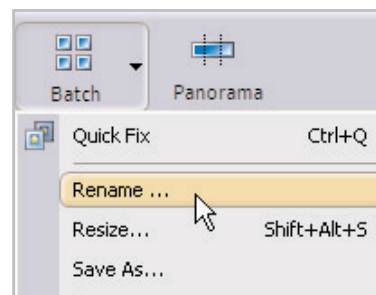 Batch Panorama
Quick Fix Ctrl+Q
Rename ...
Resize... Shift+Alt+S
Save As...